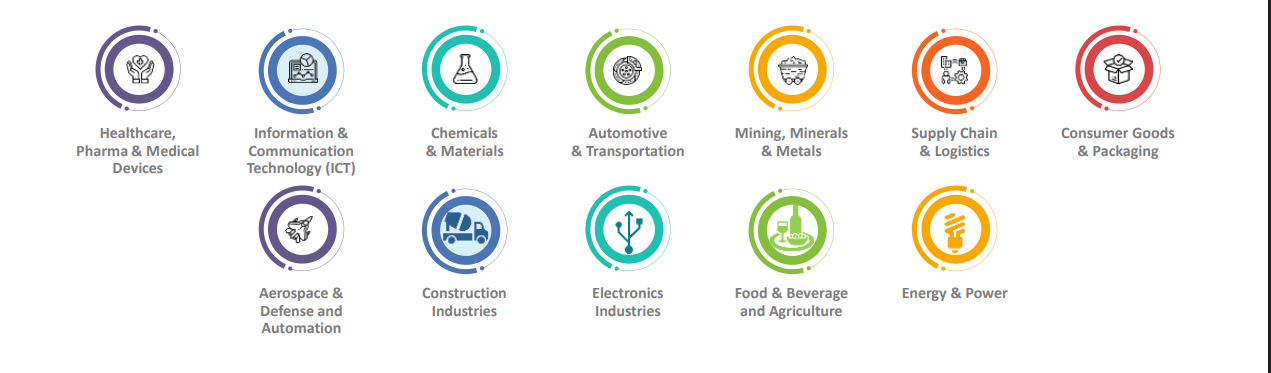 Healthcare,
Pharma & Medical
Devices
Information &
Communication
Technology (ICT)
Chemicals
& Materials
Automotive
& Transportation
Mining, Minerals
& Metals
Supply Chain
& Logistics
Consumer Goods
& Packaging
Aerospace &
Defense and
Automation
Construction
Industries
Electronics
Industries
Food & Beverage
and Agriculture
Energy & Power